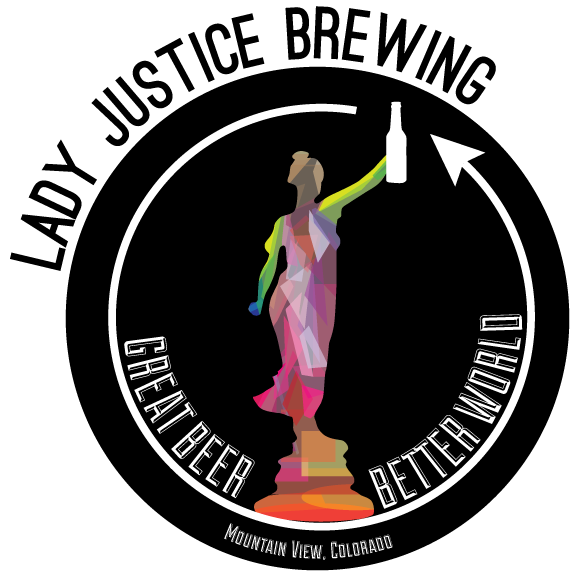 LADY JUSTICE BREWING
GREAT BEER
BETTER WORLD
MOUNTAIN VIEW, COLORADO